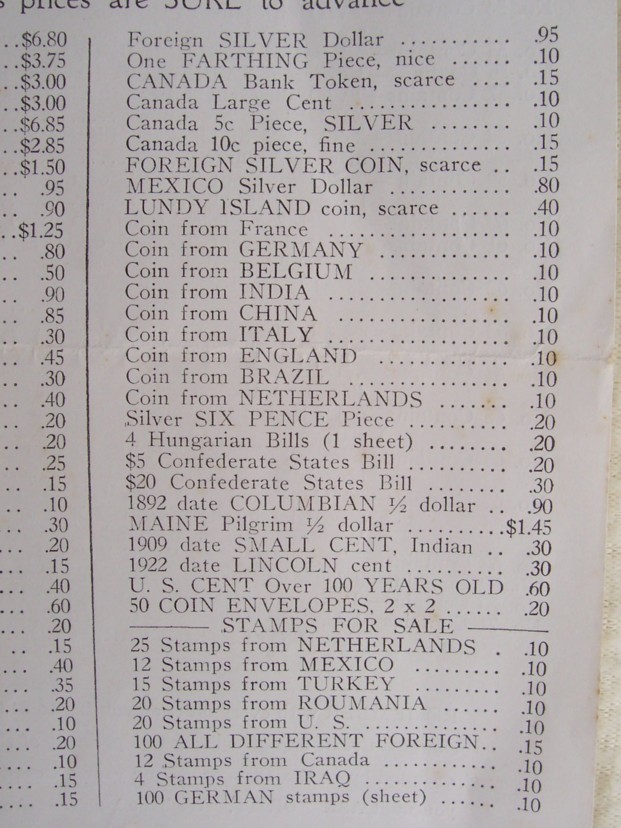 prices are SURE to advance
..$6.80
..$3.75
..$3.00
..$3.00
..$6.85
..$2.85
..$1.50
.. .95
.. .90
..$1.25
.. .80
.. .50
.. .90
.. .85
.. .30
.. .45
.. .30
.. .40
.. .20
.. .20
.. .25
.. .15
.. .10
.. .30
.. .20
.. .15
... .40
... .60
... .20
... .15
... .40
... .35
... .20
... .10
... .20
... .10
.... .15
.... .15
Foreign SILVER Dollar ........... .95
One FARTHING Piece, nice ...... .10
CANADA Bank Token, scarce .... .15
Canada Large Cent ................ .10
Canada 5c Piece, SILVER ........ .10
Canada 10c piece, fine .............. .15
FOREIGN SILVER COIN, scarce .. .15
MEXICO Silver Dollar ............ .80
LUNDY ISLAND coin, scarce ...... .40
Coin from France .................. .10
Coin from GERMANY ............. .10
Coin from BELGIUM .............. .10
Coin from INDIA .................. .10
Coin from CHINA ................. .10
Coin from ITALY .................. .10
Coin from ENGLAND ............. .10
Coin from BRAZIL ................ .10
Coin from NETHERLANDS ....... .10
Silver SIX PENCE Piece .......... .20
4 Hungarian Bills (1 sheet) ........ .20
$5 Confederate States Bill .......... .20
$20 Confederate States Bill ........ .30
1892 date COLUMBIAN ½ dollar .. .90
MAINE Pilgrim ½ dollar ..........$1.45
1909 date SMALL CENT, Indian .. .30
1922 date LINCOLN cent .......... .30
U. S. CENT Over 100 YEARS OLD .60
50 COIN ENVELOPES, 2 x 2 ...... .20
STAMPS FOR SALE
25 Stamps from NETHERLANDS . .10
12 Stamps from MEXICO ......... .10
15 Stamps from TURKEY ......... .10
20 Stamps from ROUMANIA ...... .10
20 Stamps from U. S. .............. .10
100 ALL DIFFERENT FOREIGN.. .15
12 Stamps from Canada ............ .10
4 Stamps from IRAQ .............. .10
100 GERMAN stamps (sheet) ...... .10